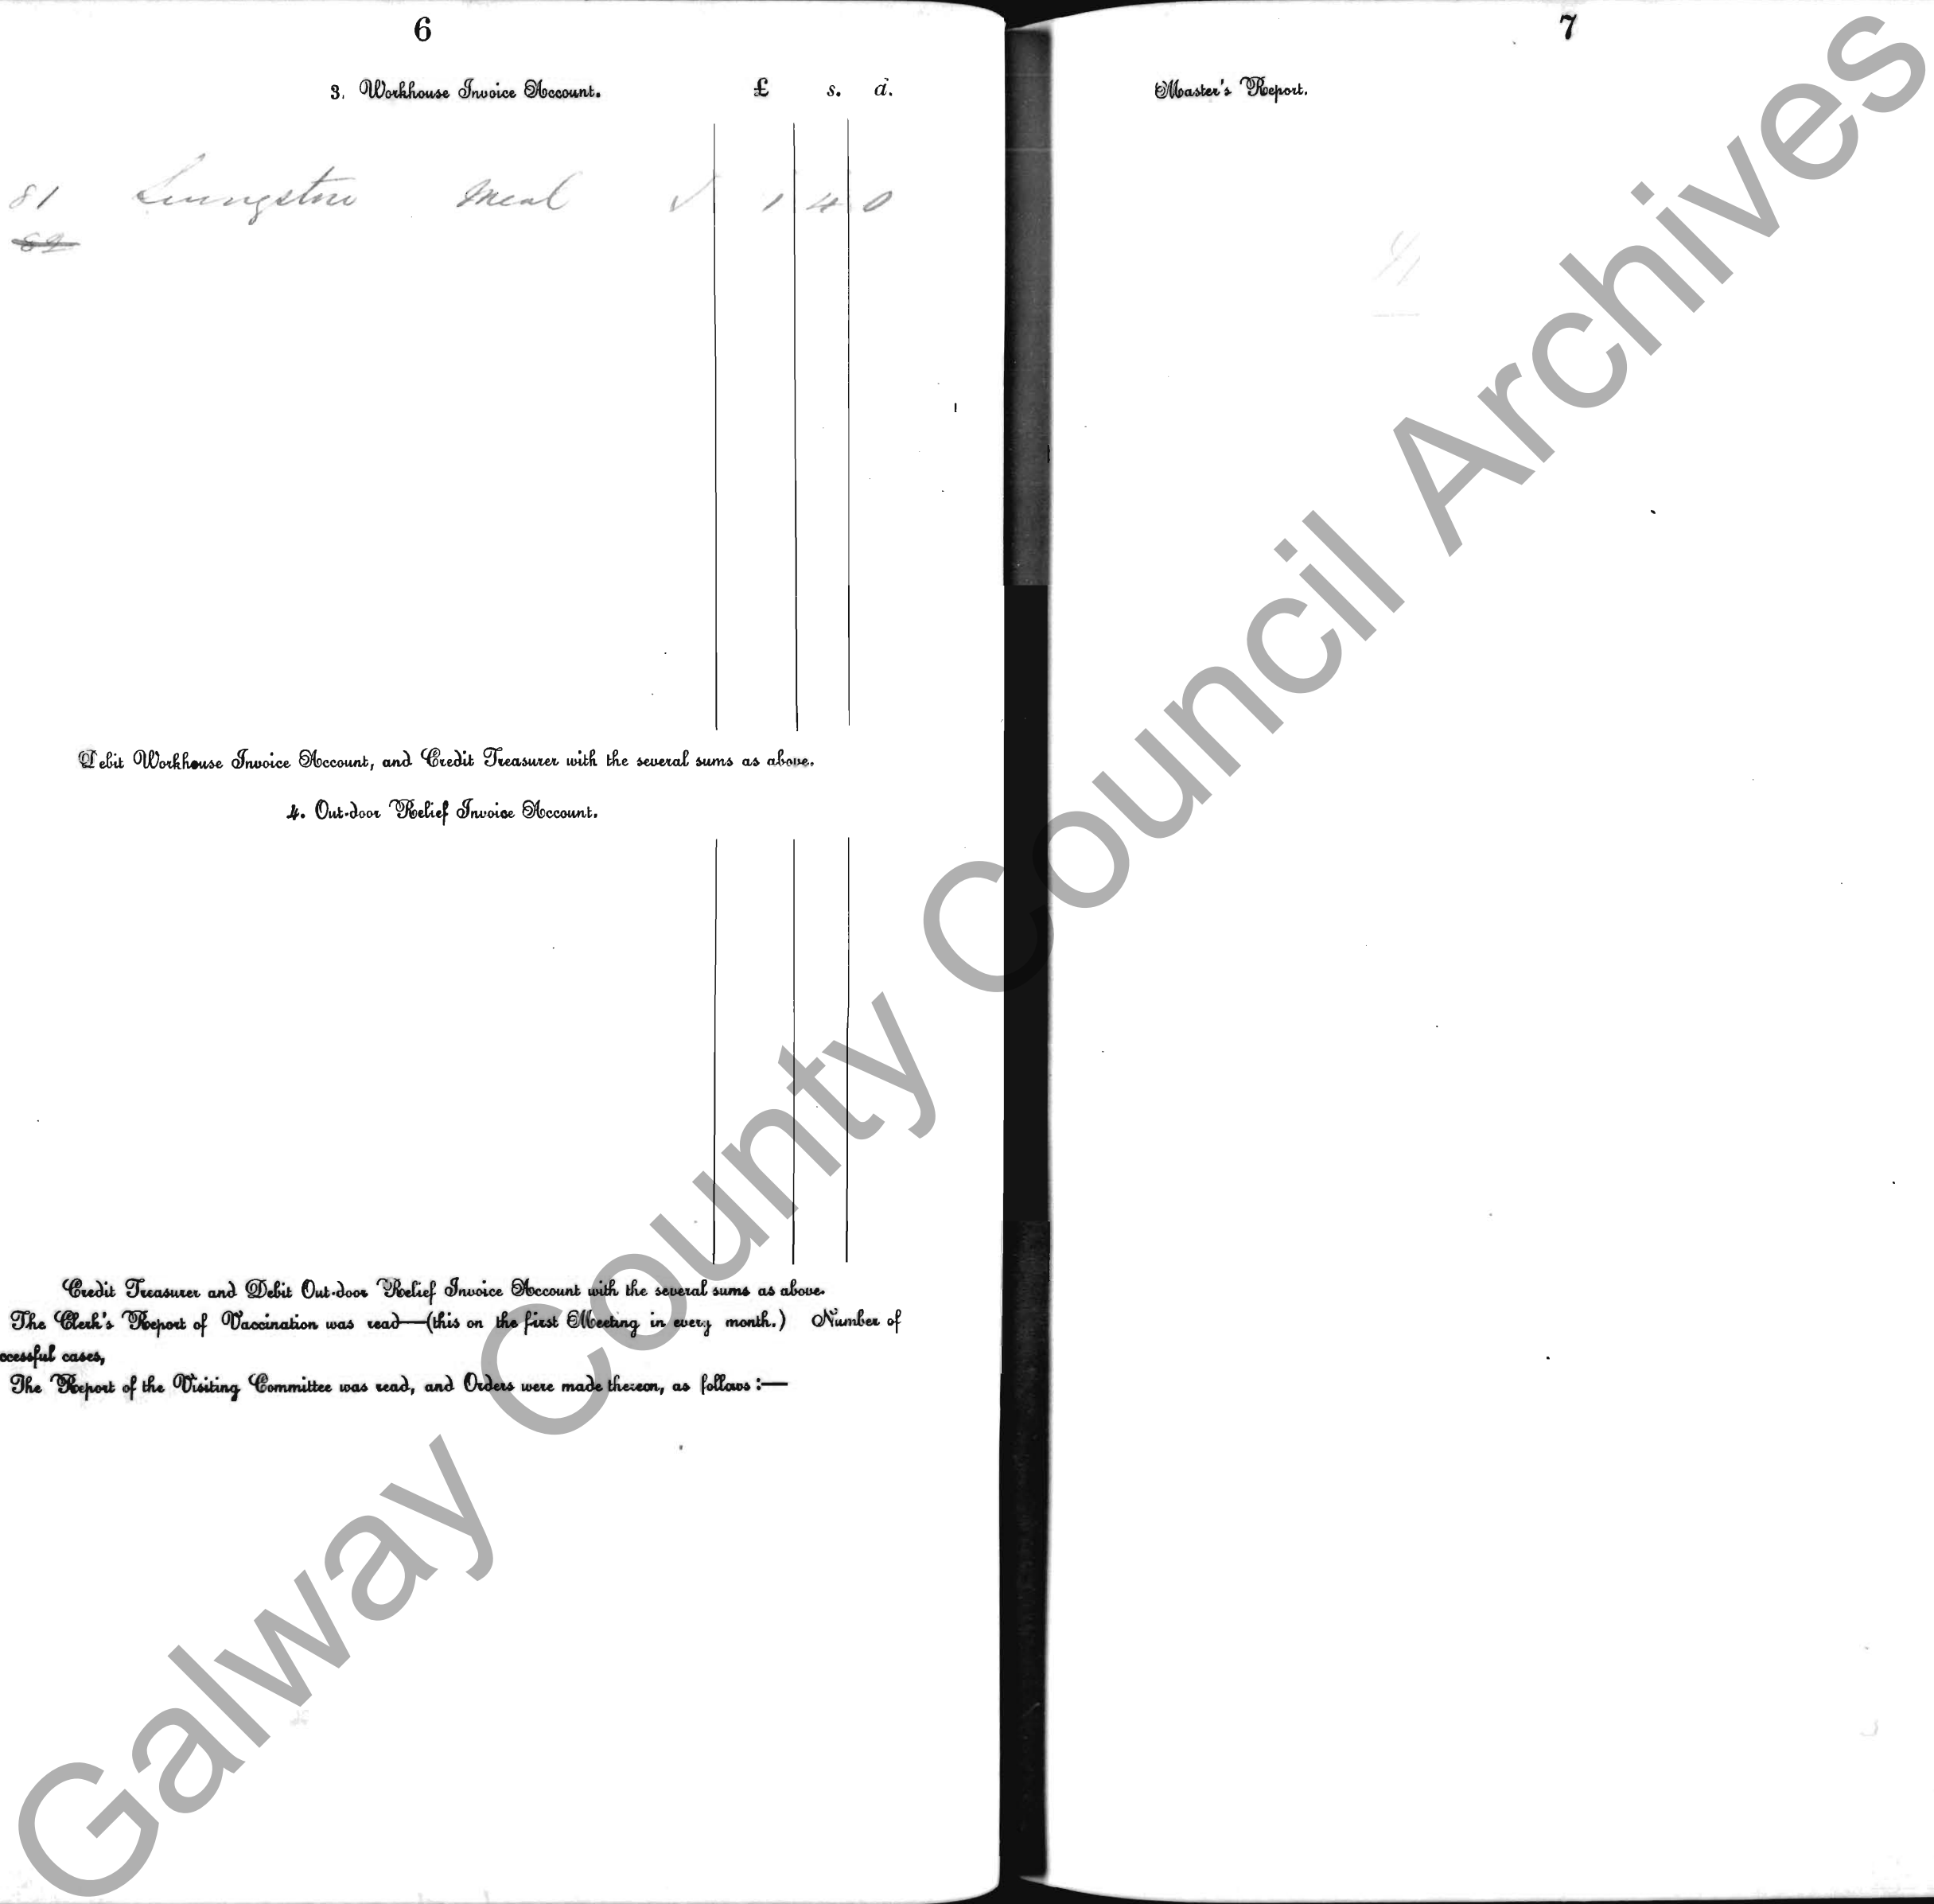 6
3. Workhouse Invoice Account. £ s. d.
81 Livingstone Meal √ 1 4 0
82
Debit Workhouse Invoice Account, and Credit Treasurer with the several sums as above.
4. Out-door Relief Invoice Account.
Credit Treasurer and Debit Out-door Relief Invoice Account with the several sums as above.
The Clerk's Report of Vaccination was read—(this on the first Meeting in every month.) Number of
ccessful cases,
The Report of the Visiting Committee was read, and Orders were made thereon, as follows:—
7
Master's Report.
Galway County Council Archives